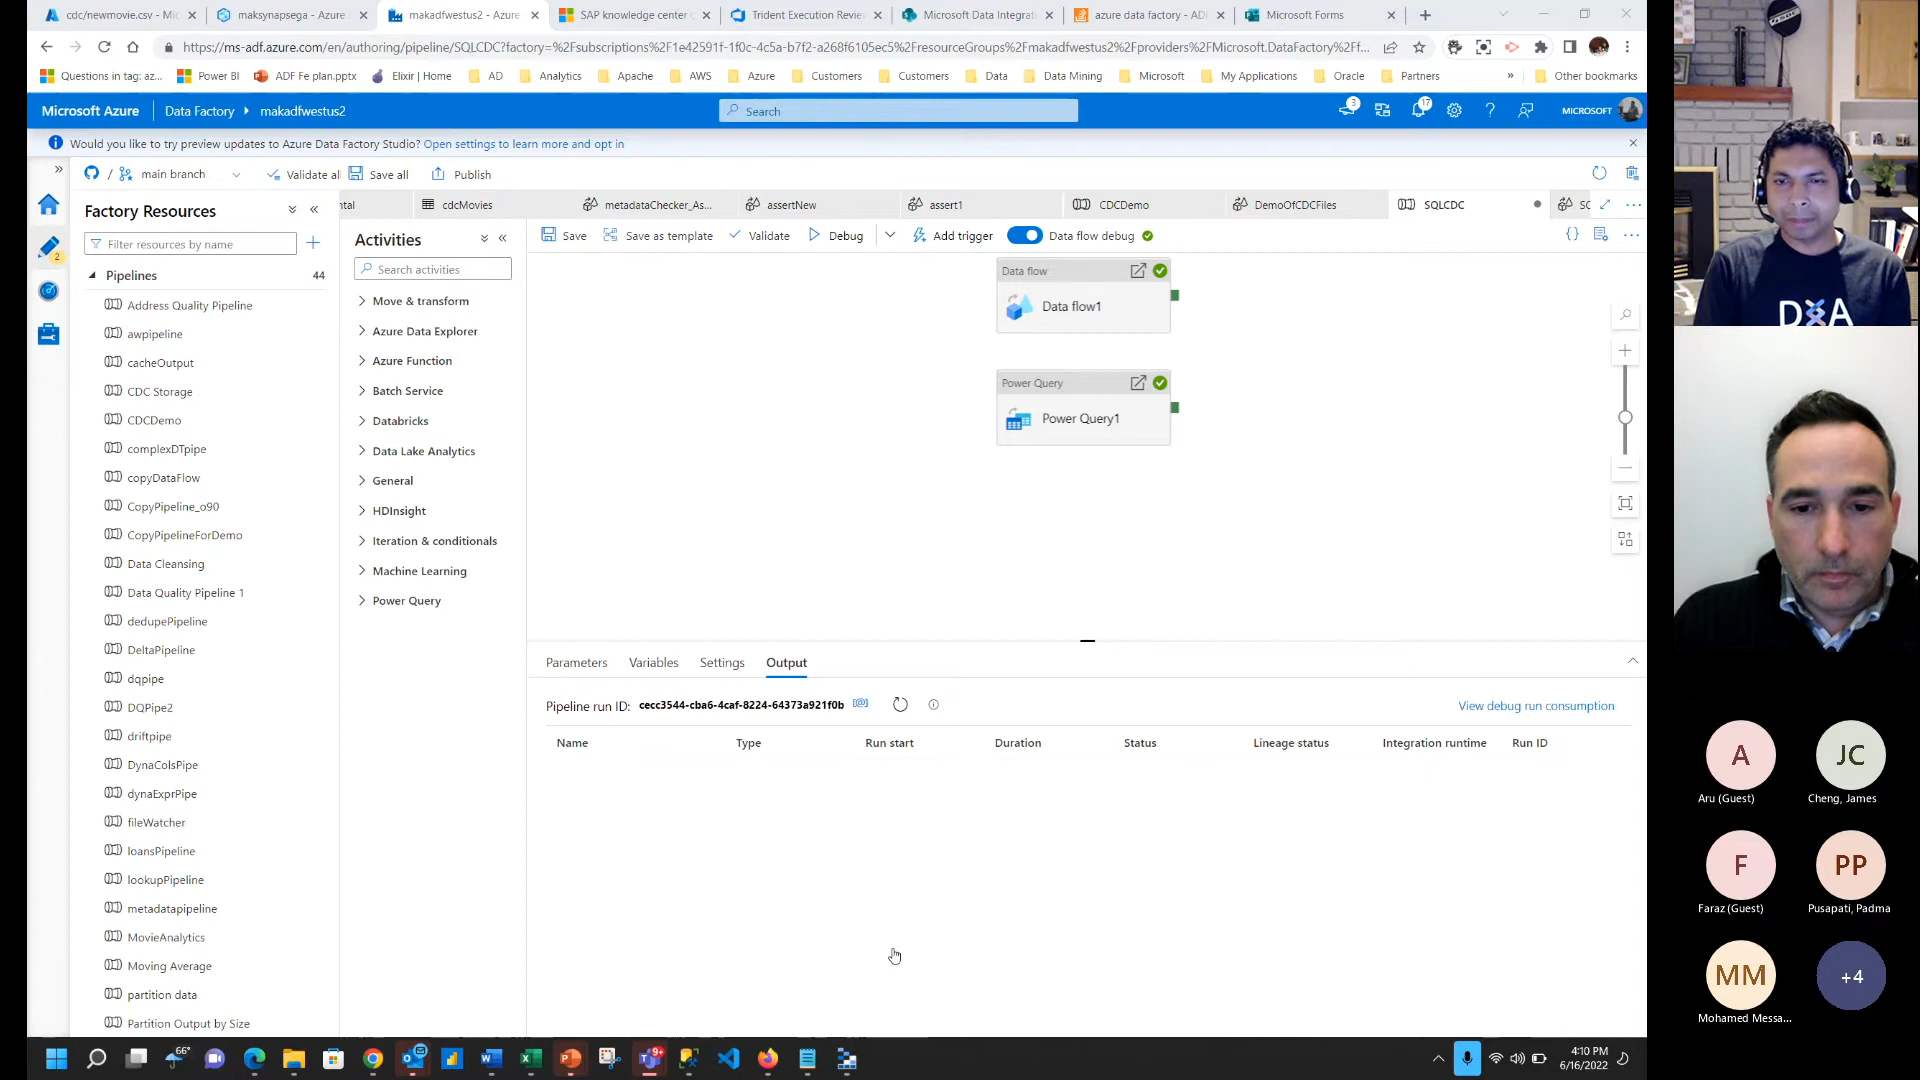 cdc/newmovie.csv - Mic
maksynapsega - Azure S
makadfwestus2 - Azure
SAP knowledge center c
Trident Execution Revie
Microsoft Data Integrat
azure data factory - ADF
Microsoft Forms
https://ms-adf.azure.com/en/authoring/pipeline/SQLCDC?factory=%2Fsubscriptions%2F1e42591f-1f0c-4c5a-b7f2-a268f6105ec5%2FresourceGroups%2Fmakadfwestus2%2Fproviders%2FMicrosoft.DataFactory%2Ff...
Questions in tag: az...
Power BI
ADF Fe plan.pptx
Elixir | Home
AD
Analytics
Apache
AWS
Azure
Customers
Customers
Data
Data Mining
Microsoft
My Applications
Oracle
Partners
»
Other bookmarks
Microsoft Azure
Data Factory
makadfwestus2
Search
3
17
MICROSOFT
Would you like to try preview updates to Azure Data Factory Studio? Open settings to learn more and opt in
/ main branch
Validate all
Save all
Publish
Factory Resources
Filter resources by name
Pipelines 44
Address Quality Pipeline
awpipeline
cacheOutput
CDC Storage
CDCDemo
complexDTpipe
copyDataFlow
CopyPipeline_o90
CopyPipelineForDemo
Data Cleansing
Data Quality Pipeline 1
dedupePipeline
DeltaPipeline
dqpipe
DQPipe2
driftpipe
DynaColsPipe
dynaExprPipe
fileWatcher
loansPipeline
lookupPipeline
metadatapipeline
MovieAnalytics
Moving Average
partition data
Partition Output by Size
2
ntal
cdcMovies
metadataChecker_As...
assertNew
assert1
CDCDemo
DemoOfCDCFiles
SQLCDC
Activities
Search activities
Move & transform
Azure Data Explorer
Azure Function
Batch Service
Databricks
Data Lake Analytics
General
HDInsight
Iteration & conditionals
Machine Learning
Power Query
Save
Save as template
Validate
Debug
Add trigger
Data flow debug
Data flow
Data flow1
Power Query
Power Query1
Parameters
Variables
Settings
Output
Pipeline run ID: cecc3544-cba6-4caf-8224-64373a921f0b
View debug run consumption
Name
Type
Run start
Duration
Status
Lineage status
Integration runtime
Run ID
A
Aru (Guest)
JC
Cheng, James
F
Faraz (Guest)
PP
Pusapati, Padma
MM
Mohamed Messa...
+4
66°
9+
4:10 PM
6/16/2022